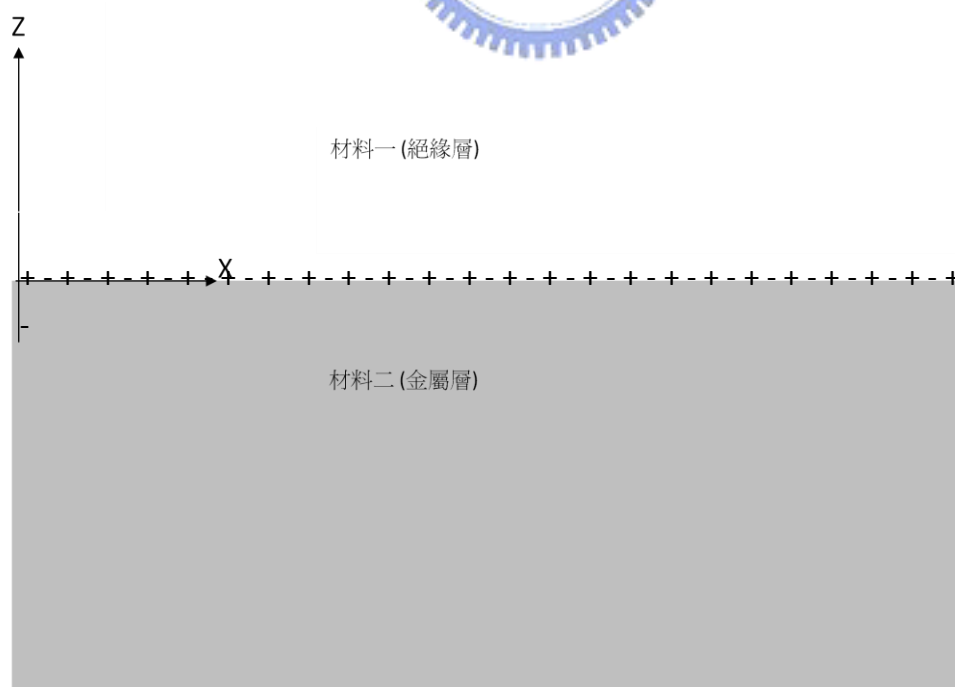 Z
材料一 (絕緣層)
X
+ - + - + - + - + - + - + - + - + - + - + - + - + - + - + - + - + - + - + - + - + - + - + - +
-
材料二 (金屬層)